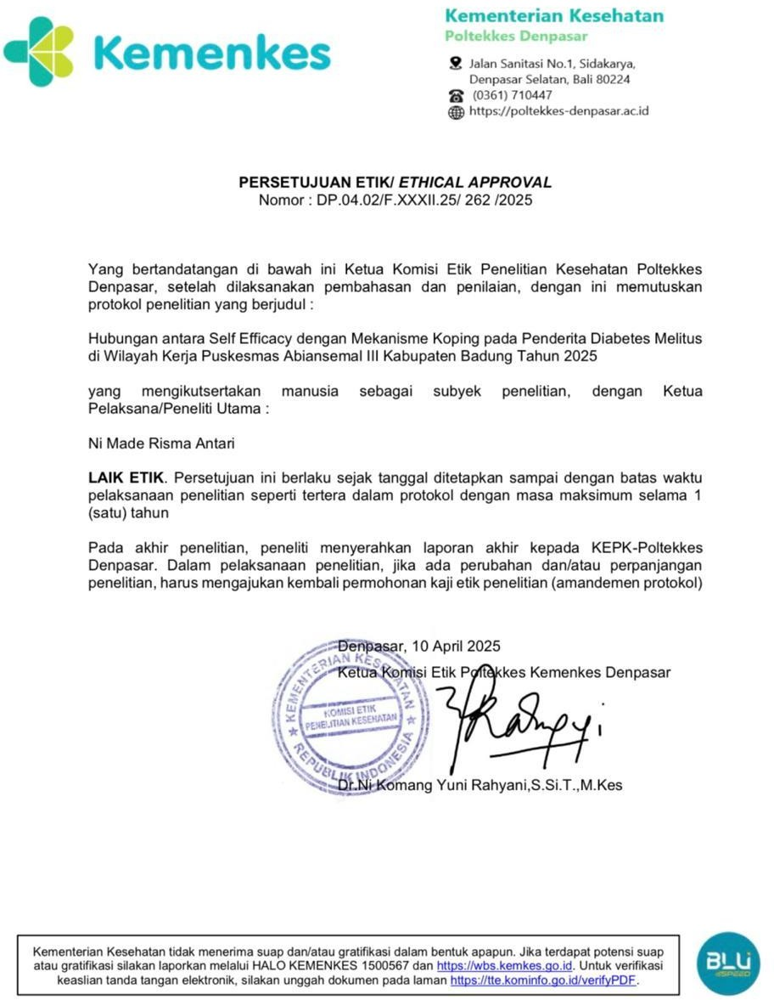 Kemenkes
Kementerian Kesehatan
Poltekkes Denpasar
Jalan Sanitasi No.1, Sidakarya,
Denpasar Selatan, Bali 80224
(0361) 710447
https://poltekkes-denpasar.ac.id
PERSETUJUAN ETIK/ ETHICAL APPROVAL
Nomor : DP.04.02/F.XXXII.25/ 262 /2025
Yang bertandatangan di bawah ini Ketua Komisi Etik Penelitian Kesehatan Poltekkes
Denpasar, setelah dilaksanakan pembahasan dan penilaian, dengan ini memutuskan
protokol penelitian yang berjudul :
Hubungan antara Self Efficacy dengan Mekanisme Koping pada Penderita Diabetes Melitus
di Wilayah Kerja Puskesmas Abiansemal III Kabupaten Badung Tahun 2025
yang mengikutsertakan manusia sebagai subyek penelitian, dengan Ketua
Pelaksana/Peneliti Utama :
Ni Made Risma Antari
LAIK ETIK. Persetujuan ini berlaku sejak tanggal ditetapkan sampai dengan batas waktu
pelaksanaan penelitian seperti tertera dalam protokol dengan masa maksimum selama 1
(satu) tahun
Pada akhir penelitian, peneliti menyerahkan laporan akhir kepada KEPK-Poltekkes
Denpasar. Dalam pelaksanaan penelitian, jika ada perubahan dan/atau perpanjangan
penelitian, harus mengajukan kembali permohonan kaji etik penelitian (amandemen protokol)
Denpasar, 10 April 2025
Ketua Komisi Etik Poltekkes Kemenkes Denpasar
KEMENTERIAN KESEHATAN
KOMISI ETIK
PENELITIAN KESEHATAN
REPUBLIK INDONESIA
Dr.Ni Komang Yuni Rahyani,S.Si.T.,M.Kes
Kementerian Kesehatan tidak menerima suap dan/atau gratifikasi dalam bentuk apapun. Jika terdapat potensi suap
atau gratifikasi silakan laporkan melalui HALO KEMENKES 1500567 dan https://wbs.kemkes.go.id. Untuk verifikasi
keaslian tanda tangan elektronik, silakan unggah dokumen pada laman https://tte.kominfo.go.id/verifyPDF.
BLU
SPEED